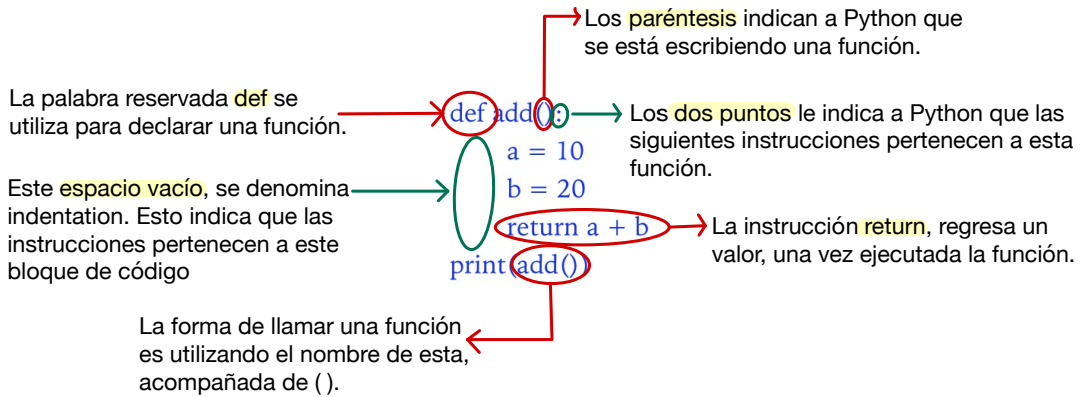 Los paréntesis indican a Python que
se está escribiendo una función.
La palabra reservada def se
utiliza para declarar una función.
def add():
Los dos puntos le indica a Python que las
siguientes instrucciones pertenecen a esta
función.
a = 10
b = 20
return a + b
print(add())
Este espacio vacío, se denomina
indentation. Esto indica que las
instrucciones pertenecen a este
bloque de código
La instrucción return, regresa un
valor, una vez ejecutada la función.
La forma de llamar una función
es utilizando el nombre de esta,
acompañada de ( ).